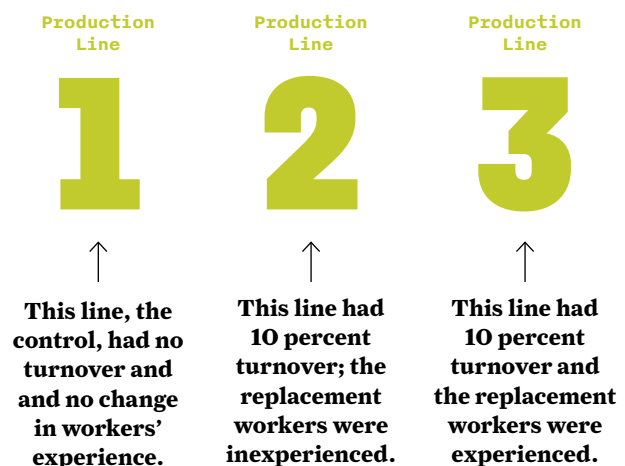 Production
Line
1
This line, the
control, had no
turnover and
and no change
in workers’
experience.
Production
Line
2
This line had
10 percent
turnover; the
replacement
workers were
inexperienced.
Production
Line
3
This line had
10 percent
turnover and
the replacement
workers were
experienced.